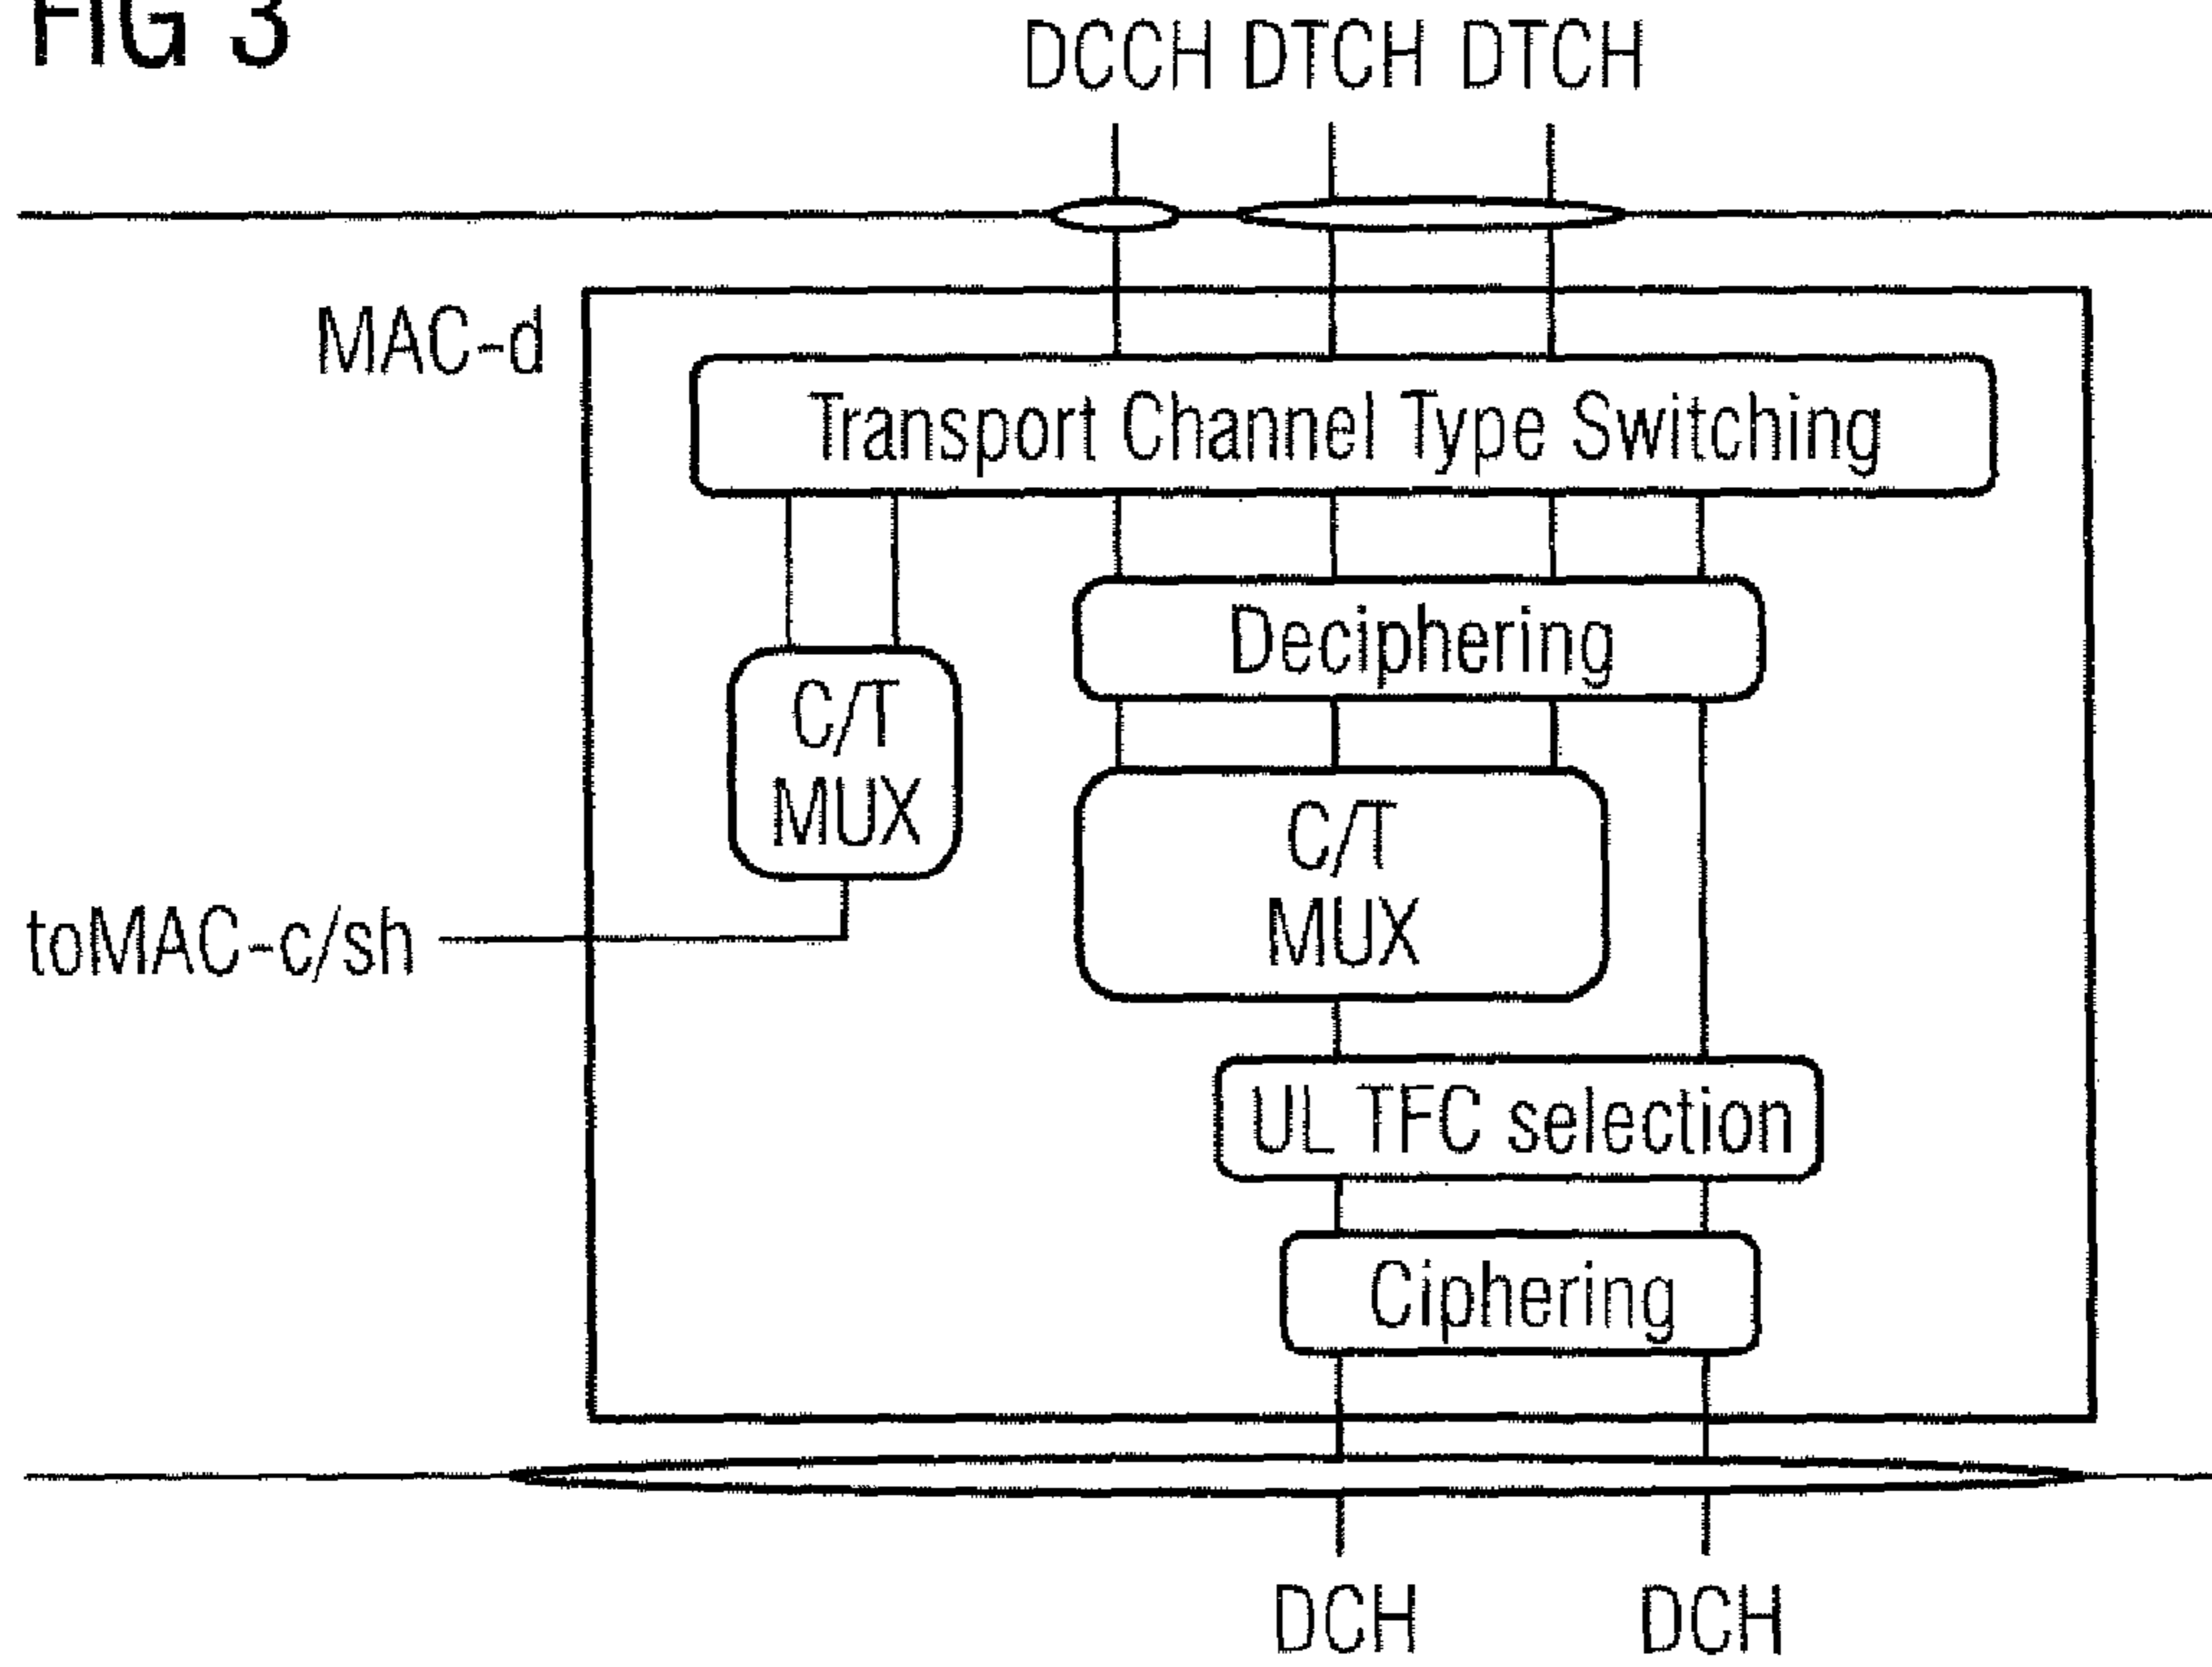 FIG 3
DCCH DTCH DTCH
MAC-d
Transport Channel Type Switching
Deciphering
C/T
MUX
C/T
MUX
toMAC-c/sh
UL TFC selection
Ciphering
DCH DCH